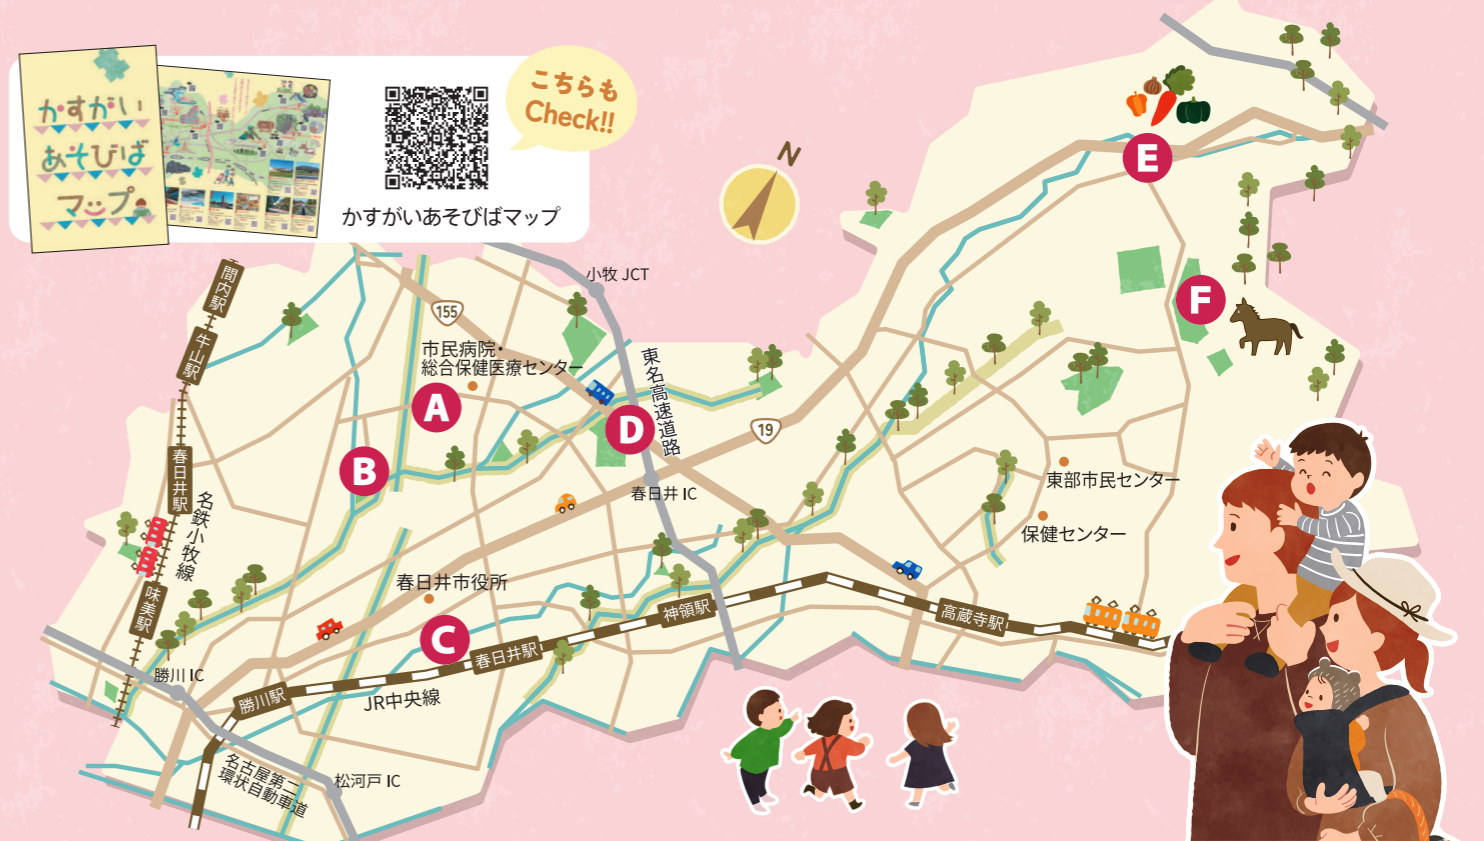 かすがい
あそびば
マップ
こちらも
Check!!
かすがいあそびばマップ
N
E
F
間内駅
小牧 JCT
155
牛山駅
市民病院・
総合保健医療センター
東名高速道路
A
D
19
B
春日井駅
春日井 IC
東部市民センター
名鉄小牧線
保健センター
味美駅
春日井市役所
C
神領駅
高蔵寺駅
春日井駅
勝川 IC
勝川駅
JR中央線
名古屋第二
環状自動車道
松河戸 IC